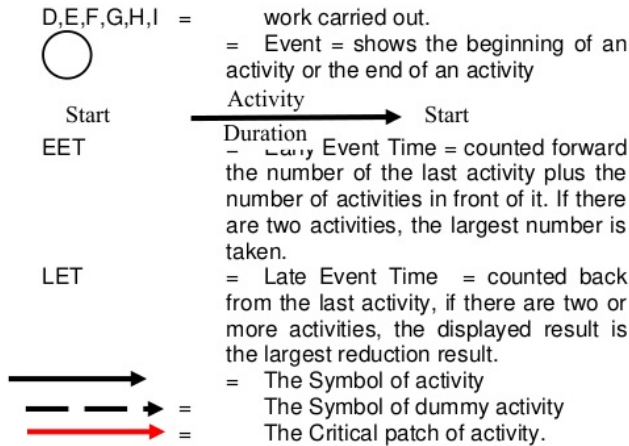 D,E,F,G,H,I = work carried out.
= Event = shows the beginning of an
activity or the end of an activity
Activity
Start Start
Duration
EET = Early Event Time = counted forward
the number of the last activity plus the
number of activities in front of it. If there
are two activities, the largest number is
taken.
LET = Late Event Time = counted back
from the last activity, if there are two or
more activities, the displayed result is
the largest reduction result.
= The Symbol of activity
= The Symbol of dummy activity
= The Critical patch of activity.